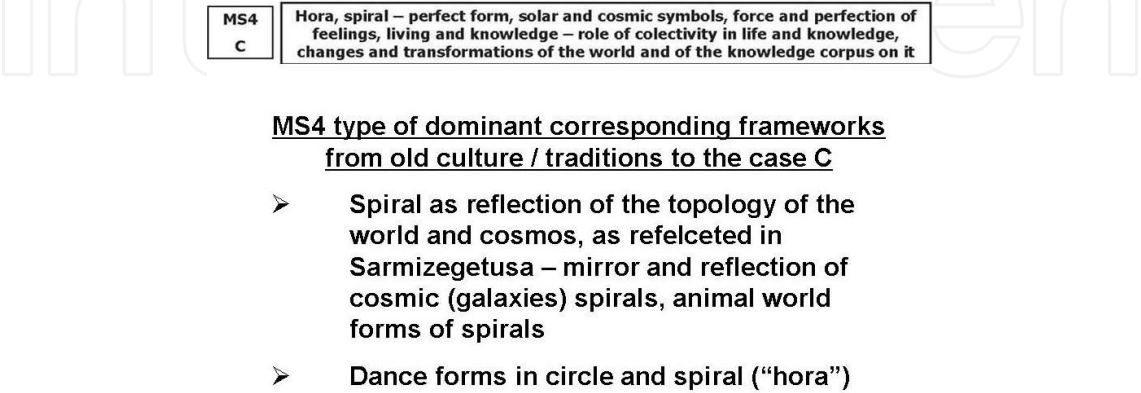 MS4
C
Hora, spiral – perfect form, solar and cosmic symbols, force and perfection of
feelings, living and knowledge – role of colectivity in life and knowledge,
changes and transformations of the world and of the knowledge corpus on it
MS4 type of dominant corresponding frameworks
from old culture / traditions to the case C
➢ Spiral as reflection of the topology of the
world and cosmos, as refelceted in
Sarmizegetusa – mirror and reflection of
cosmic (galaxies) spirals, animal world
forms of spirals
➢ Dance forms in circle and spiral (“hora”)